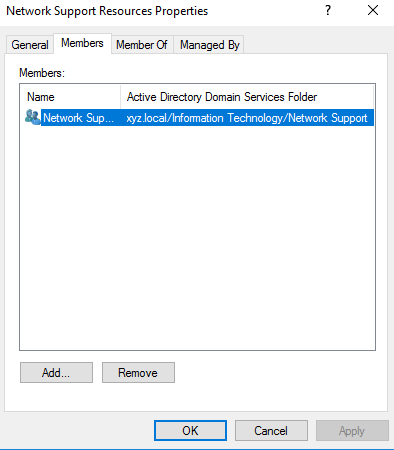 Network Support Resources Properties ? ✕
General Members Member Of Managed By
Members:
Name Active Directory Domain Services Folder
Network Sup... xyz.local/Information Technology/Network Support
Add... Remove
OK Cancel Apply